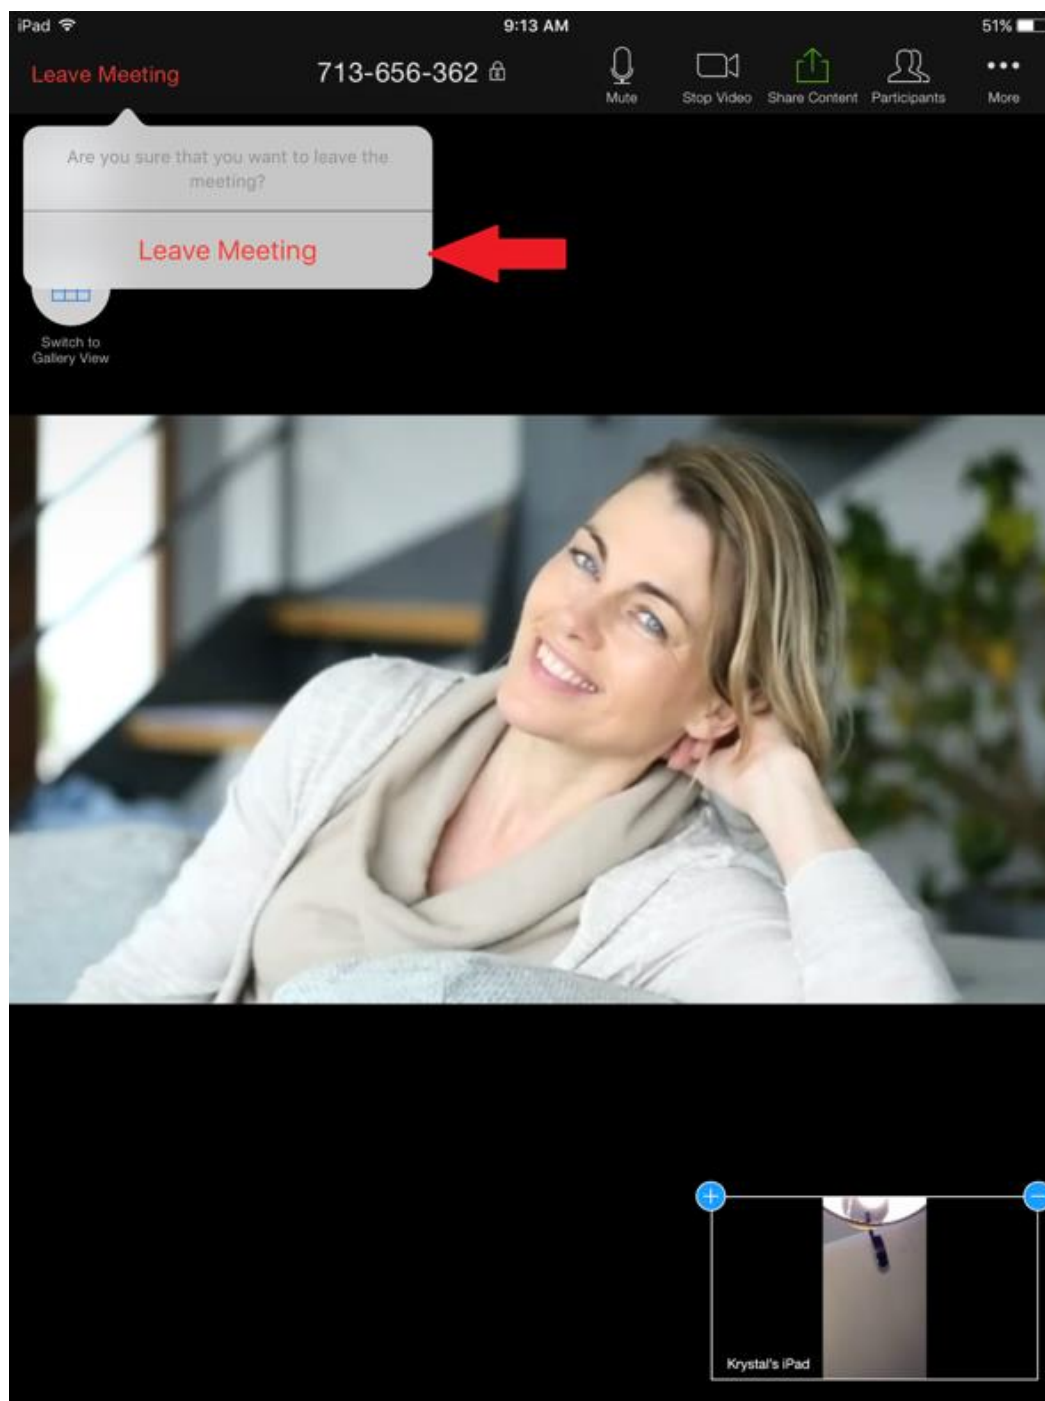 iPad 9:13 AM 51%
Leave Meeting 713-656-362
Mute Stop Video Share Content Participants More
Are you sure that you want to leave the
meeting?
Leave Meeting
Switch to
Gallery View
Krystal's iPad